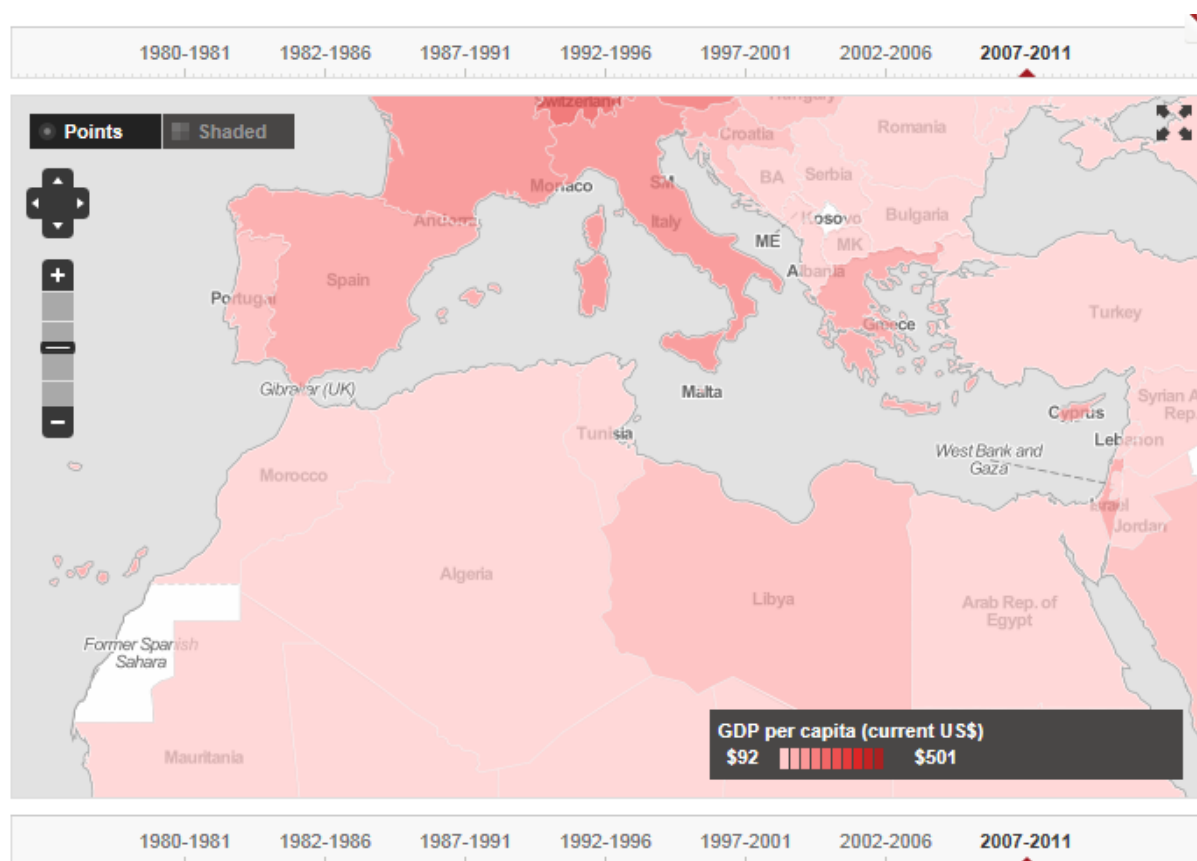 1980-1981 1982-1986 1987-1991 1992-1996 1997-2001 2002-2006 2007-2011
Points Shaded
Switzerland
Hungary
Croatia
Romania
Monaco
SM
BA
Serbia
Andorra
Italy
Kosovo
Bulgaria
ME
MK
Albania
Spain
Portugal
Greece
Turkey
Gibraltar (UK)
Malta
Cyprus
Syrian A
Rep.
Tunisia
Lebanon
West Bank and
Gaza
Morocco
Israel
Jordan
Algeria
Libya
Arab Rep. of
Egypt
Former Spanish
Sahara
Mauritania
GDP per capita (current US$)
$92 $501
1980-1981 1982-1986 1987-1991 1992-1996 1997-2001 2002-2006 2007-2011